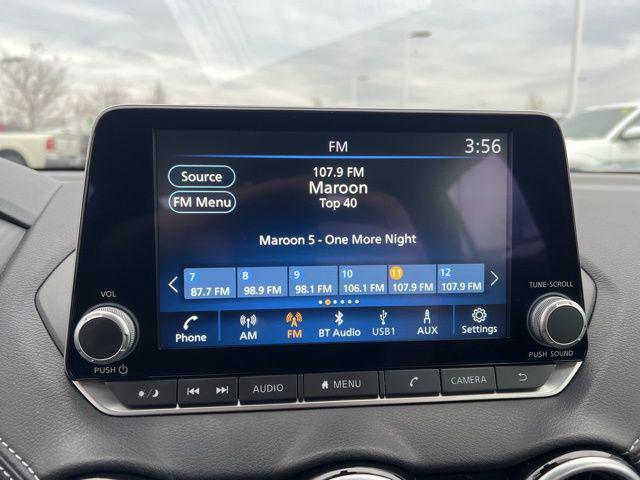 FM
3:56
Source
107.9 FM
Maroon
FM Menu
Top 40
Maroon 5 - One More Night
7 8 9 10 11 12
87.7 FM 98.9 FM 98.1 FM 106.1 FM 107.9 FM 107.9 FM
Phone AM FM BT Audio USB1 AUX Settings
VOL
PUSH
TUNE·SCROLL
PUSH SOUND
AUDIO MENU CAMERA